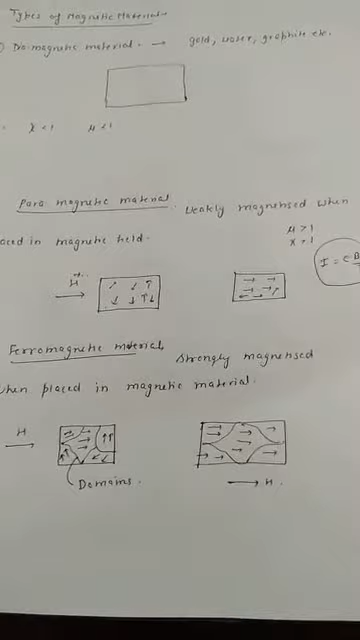 Types of Magnetic Material
Dia magnetic material. → gold, water, graphite etc.
χ < 1 μ < 1
Para magnetic material. Weakly magnetised when
placed in magnetic field.
μ > 1
χ > 1
I = C B
H
Ferromagnetic material, Strongly magnetised
when placed in magnetic material.
H
Domains.
→ H.